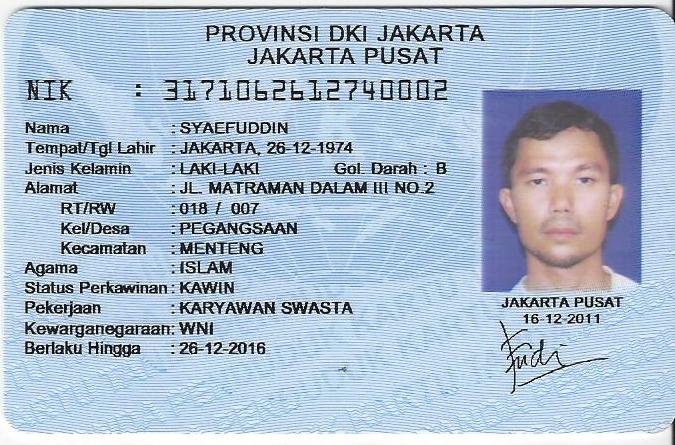 PROVINSI DKI JAKARTA
JAKARTA PUSAT
NIK : 3171062612740002
Nama : SYAEFUDDIN
Tempat/Tgl Lahir : JAKARTA, 26-12-1974
Jenis Kelamin : LAKI-LAKI Gol. Darah : B
Alamat : JL. MATRAMAN DALAM III NO.2
RT/RW : 018 / 007
Kel/Desa : PEGANGSAAN
Kecamatan : MENTENG
Agama : ISLAM
Status Perkawinan : KAWIN
Pekerjaan : KARYAWAN SWASTA
Kewarganegaraan : WNI
Berlaku Hingga : 26-12-2016
JAKARTA PUSAT
16-12-2011